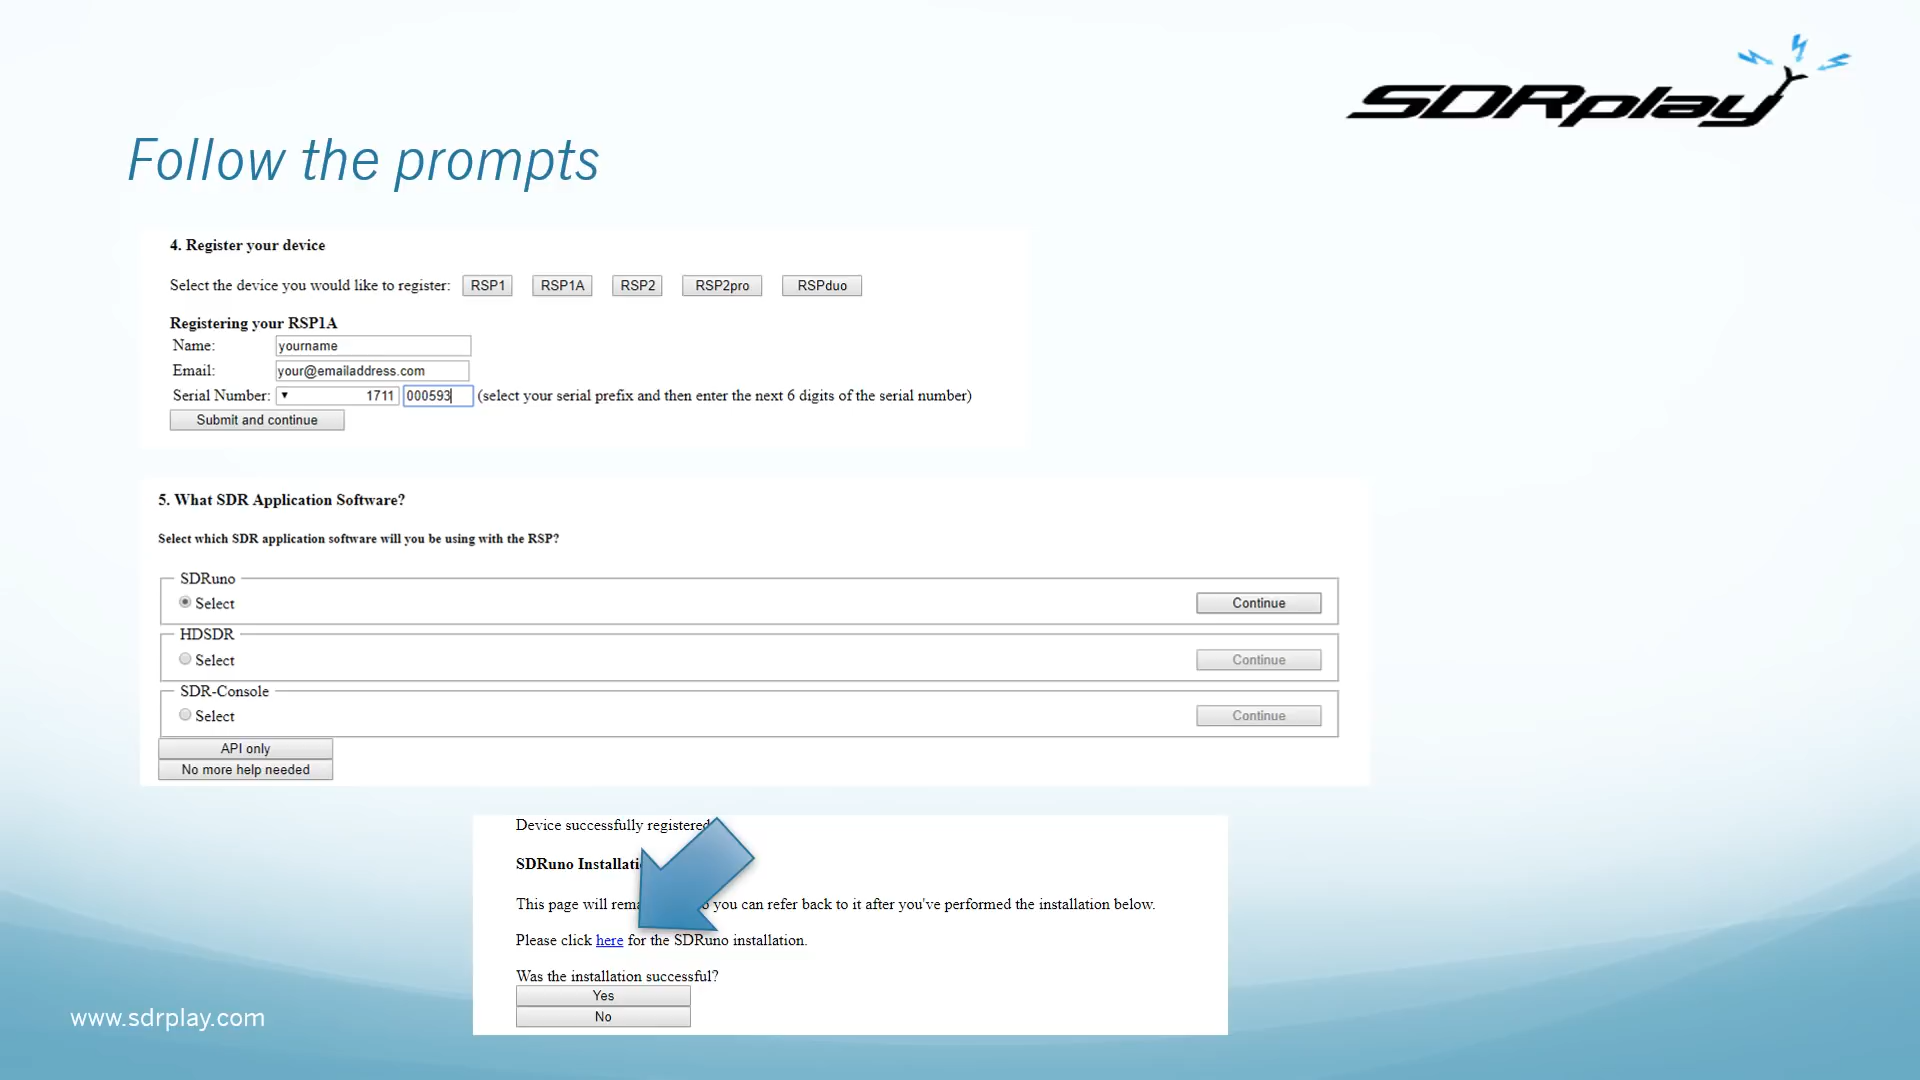 SDRplay
Follow the prompts
4. Register your device
Select the device you would like to register: RSP1 RSP1A RSP2 RSP2pro RSPduo
Registering your RSP1A
Name: yourname
Email: your@emailaddress.com
Serial Number: 1711 000593 (select your serial prefix and then enter the next 6 digits of the serial number)
Submit and continue
5. What SDR Application Software?
Select which SDR application software will you be using with the RSP?
SDRuno
Select Continue
HDSDR
Select Continue
SDR-Console
Select Continue
API only
No more help needed
Device successfully registered
SDRuno
This page will you can refer back to it after you've performed the installation below.
Please click here for the SDRuno installation.
Was the installation successful?
Yes
No
www.sdrplay.com